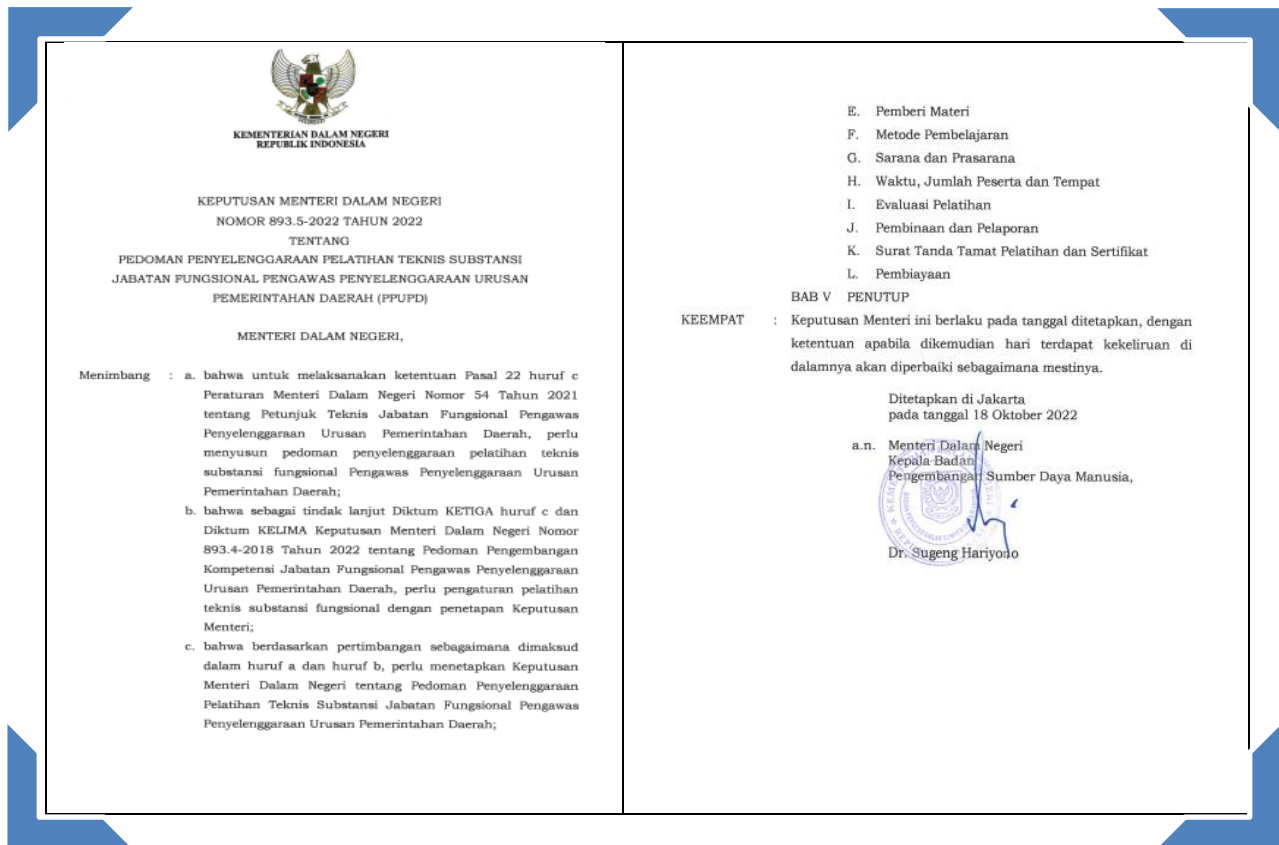 KEMENTERIAN DALAM NEGERI
REPUBLIK INDONESIA
KEPUTUSAN MENTERI DALAM NEGERI
NOMOR 893.5-2022 TAHUN 2022
TENTANG
PEDOMAN PENYELENGGARAAN PELATIHAN TEKNIS SUBSTANSI
JABATAN FUNGSIONAL PENGAWAS PENYELENGGARAAN URUSAN
PEMERINTAHAN DAERAH (PPUPD)
MENTERI DALAM NEGERI,
Menimbang : a. bahwa untuk melaksanakan ketentuan Pasal 22 huruf c
Peraturan Menteri Dalam Negeri Nomor 54 Tahun 2021
tentang Petunjuk Teknis Jabatan Fungsional Pengawas
Penyelenggaraan Urusan Pemerintahan Daerah, perlu
menyusun pedoman penyelenggaraan pelatihan teknis
substansi fungsional Pengawas Penyelenggaraan Urusan
Pemerintahan Daerah;
b. bahwa sebagai tindak lanjut Diktum KETIGA huruf c dan
Diktum KELIMA Keputusan Menteri Dalam Negeri Nomor
893.4-2018 Tahun 2022 tentang Pedoman Pengembangan
Kompetensi Jabatan Fungsional Pengawas Penyelenggaraan
Urusan Pemerintahan Daerah, perlu pengaturan pelatihan
teknis substansi fungsional dengan penetapan Keputusan
Menteri;
c. bahwa berdasarkan pertimbangan sebagaimana dimaksud
dalam huruf a dan huruf b, perlu menetapkan Keputusan
Menteri Dalam Negeri tentang Pedoman Penyelenggaraan
Pelatihan Teknis Substansi Jabatan Fungsional Pengawas
Penyelenggaraan Urusan Pemerintahan Daerah;
E. Pemberi Materi
F. Metode Pembelajaran
G. Sarana dan Prasarana
H. Waktu, Jumlah Peserta dan Tempat
I. Evaluasi Pelatihan
J. Pembinaan dan Pelaporan
K. Surat Tanda Tamat Pelatihan dan Sertifikat
L. Pembiayaan
BAB V PENUTUP
KEEMPAT : Keputusan Menteri ini berlaku pada tanggal ditetapkan, dengan
ketentuan apabila dikemudian hari terdapat kekeliruan di
dalamnya akan diperbaiki sebagaimana mestinya.
Ditetapkan di Jakarta
pada tanggal 18 Oktober 2022
a.n. Menteri Dalam Negeri
Kepala Badan
Pengembangan Sumber Daya Manusia,
Dr. Sugeng Hariyono